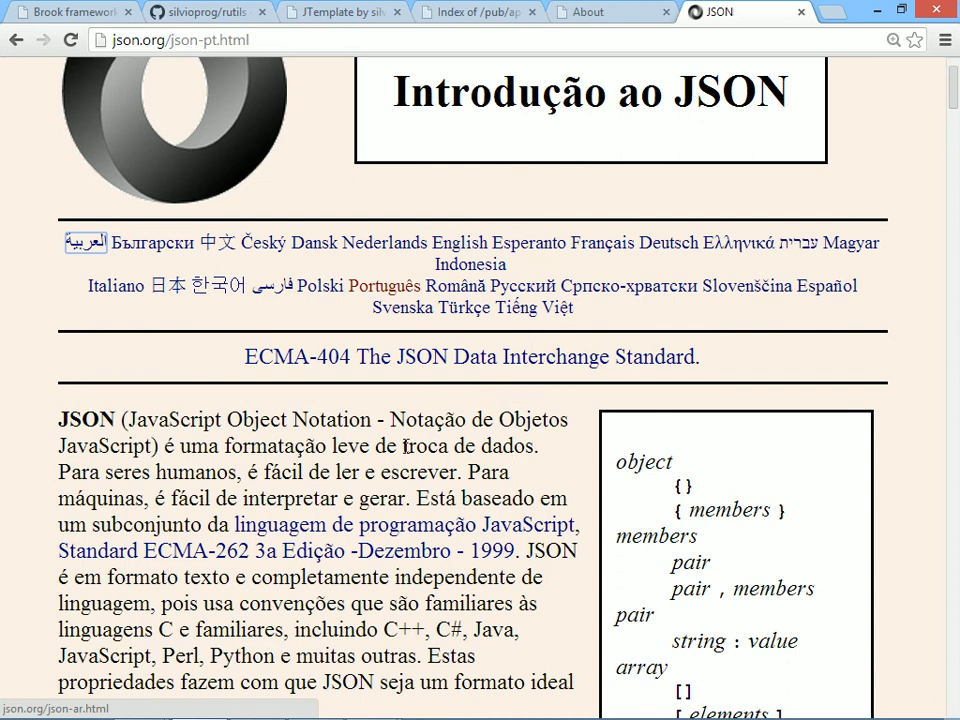 Brook framework
silvioprog/rutils
JTemplate by silv
Index of /pub/ap
About
JSON
json.org/json-pt.html
Introdução ao JSON
العربية Български 中文 Český Dansk Nederlands English Esperanto Français Deutsch Ελληνικά עברית Magyar
Indonesia
Italiano 日本 한국어 فارسی Polski Português Română Русский Српско-хрватски Slovenščina Español
Svenska Türkçe Tiếng Việt
ECMA-404 The JSON Data Interchange Standard.
JSON (JavaScript Object Notation - Notação de Objetos
JavaScript) é uma formatação leve de troca de dados.
Para seres humanos, é fácil de ler e escrever. Para
máquinas, é fácil de interpretar e gerar. Está baseado em
um subconjunto da linguagem de programação JavaScript,
Standard ECMA-262 3a Edição -Dezembro - 1999. JSON
é em formato texto e completamente independente de
linguagem, pois usa convenções que são familiares às
linguagens C e familiares, incluindo C++, C#, Java,
JavaScript, Perl, Python e muitas outras. Estas
propriedades fazem com que JSON seja um formato ideal
object
{}
{ members }
members
pair
pair , members
pair
string : value
array
[]
[ elements ]
json.org/json-ar.html